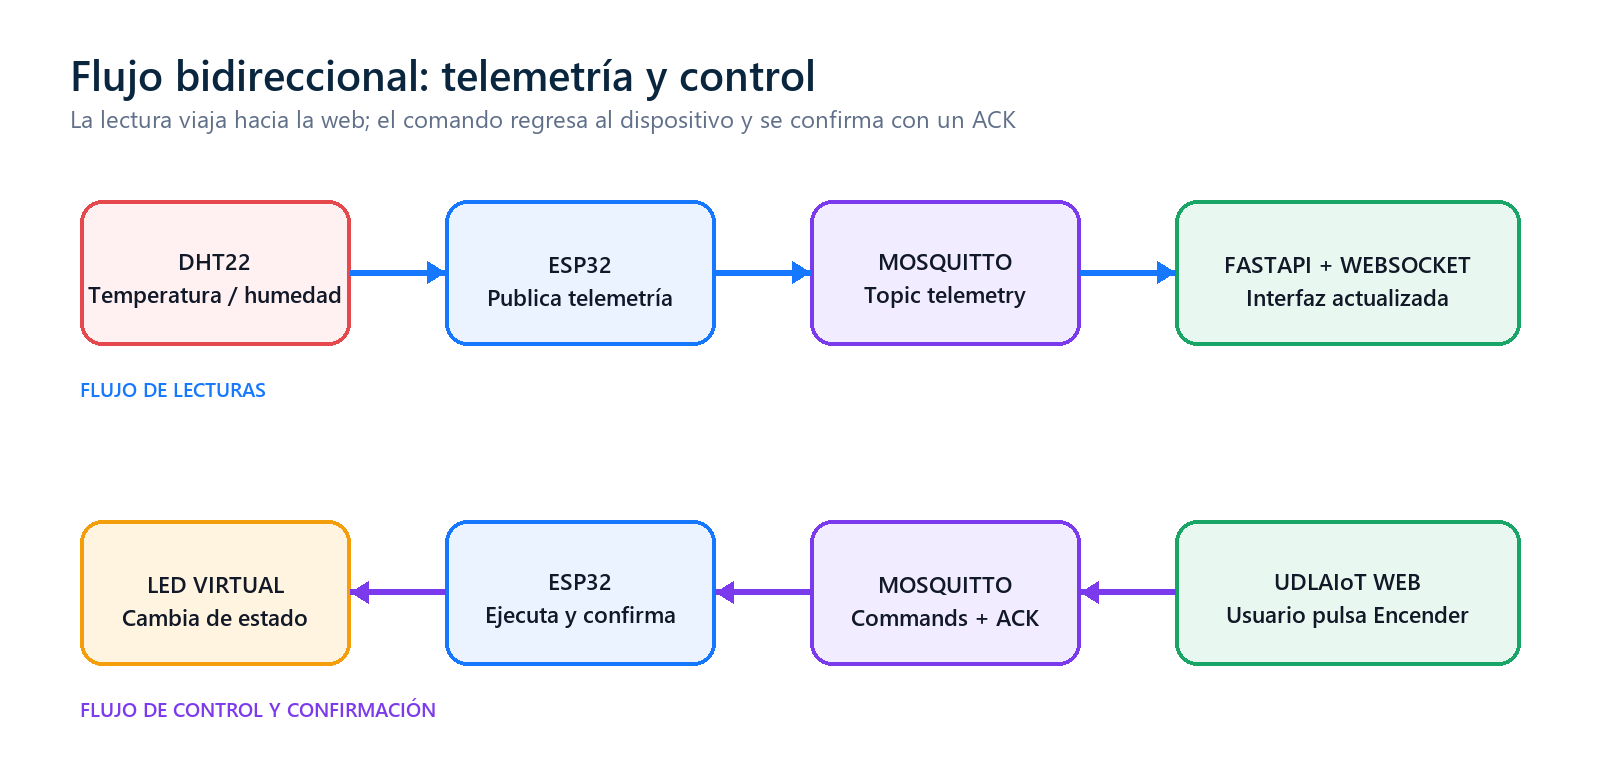 Flujo bidireccional: telemetría y control
La lectura viaja hacia la web; el comando regresa al dispositivo y se confirma con un ACK
DHT22
Temperatura / humedad
ESP32
Publica telemetría
MOSQUITTO
Topic telemetry
FASTAPI + WEBSOCKET
Interfaz actualizada
FLUJO DE LECTURAS
LED VIRTUAL
Cambia de estado
ESP32
Ejecuta y confirma
MOSQUITTO
Commands + ACK
UDLAIoT WEB
Usuario pulsa Encender
FLUJO DE CONTROL Y CONFIRMACIÓN